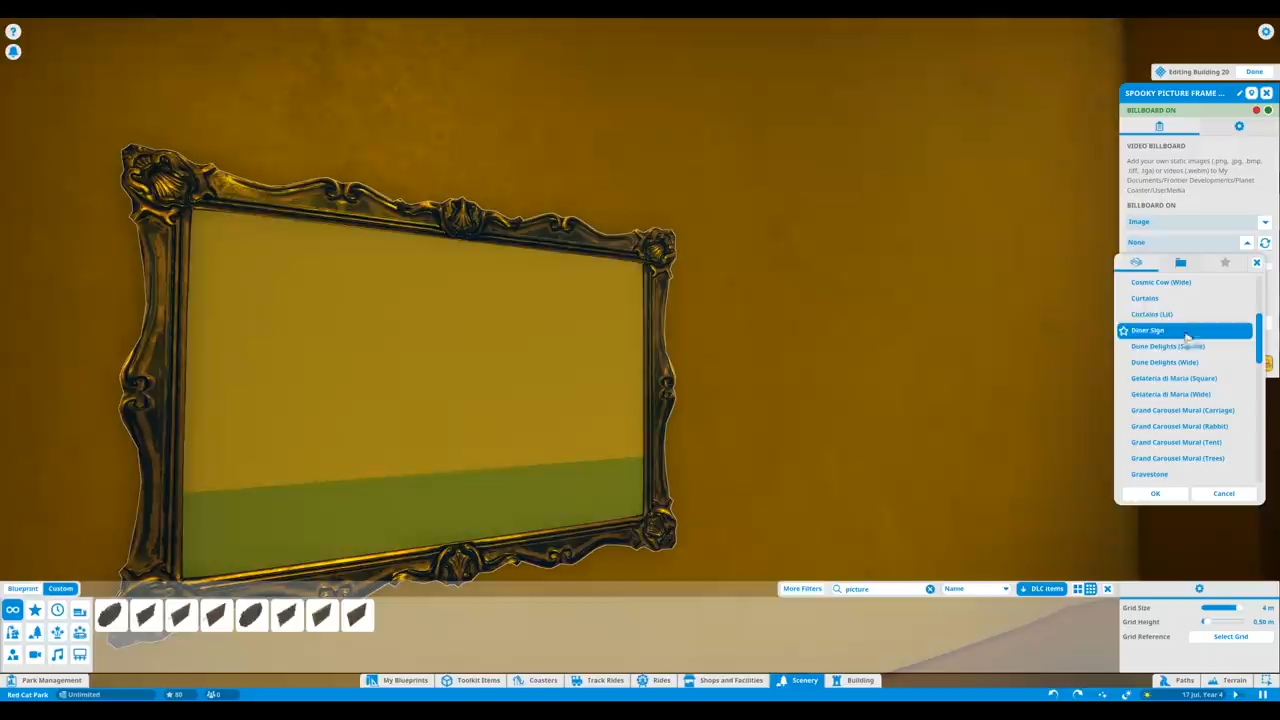 ?
Editing Building 20 Done
SPOOKY PICTURE FRAME ...
BILLBOARD ON
VIDEO BILLBOARD
Add your own static images (.png, .jpg, .bmp,
.tiff, .tga) or videos (.webm) to My
Documents/Frontier Developments/Planet
Coaster/UserMedia
BILLBOARD ON
Image
None
Cosmic Cow (Wide)
Curtains
Curtains (Lit)
Diner Sign
Dune Delights (Square)
Dune Delights (Wide)
Gelateria di Maria (Square)
Gelateria di Maria (Wide)
Grand Carousel Mural (Carriage)
Grand Carousel Mural (Rabbit)
Grand Carousel Mural (Tent)
Grand Carousel Mural (Trees)
Gravestone
OK Cancel
Blueprint Custom More Filters picture Name DLC items
Grid Size 4 m
Grid Height 0.50 m
Grid Reference Select Grid
Park Management My Blueprints Toolkit Items Coasters Track Rides Rides Shops and Facilities Scenery Building Paths Terrain
Red Cat Park Unlimited 80 0 17 Jul, Year 4